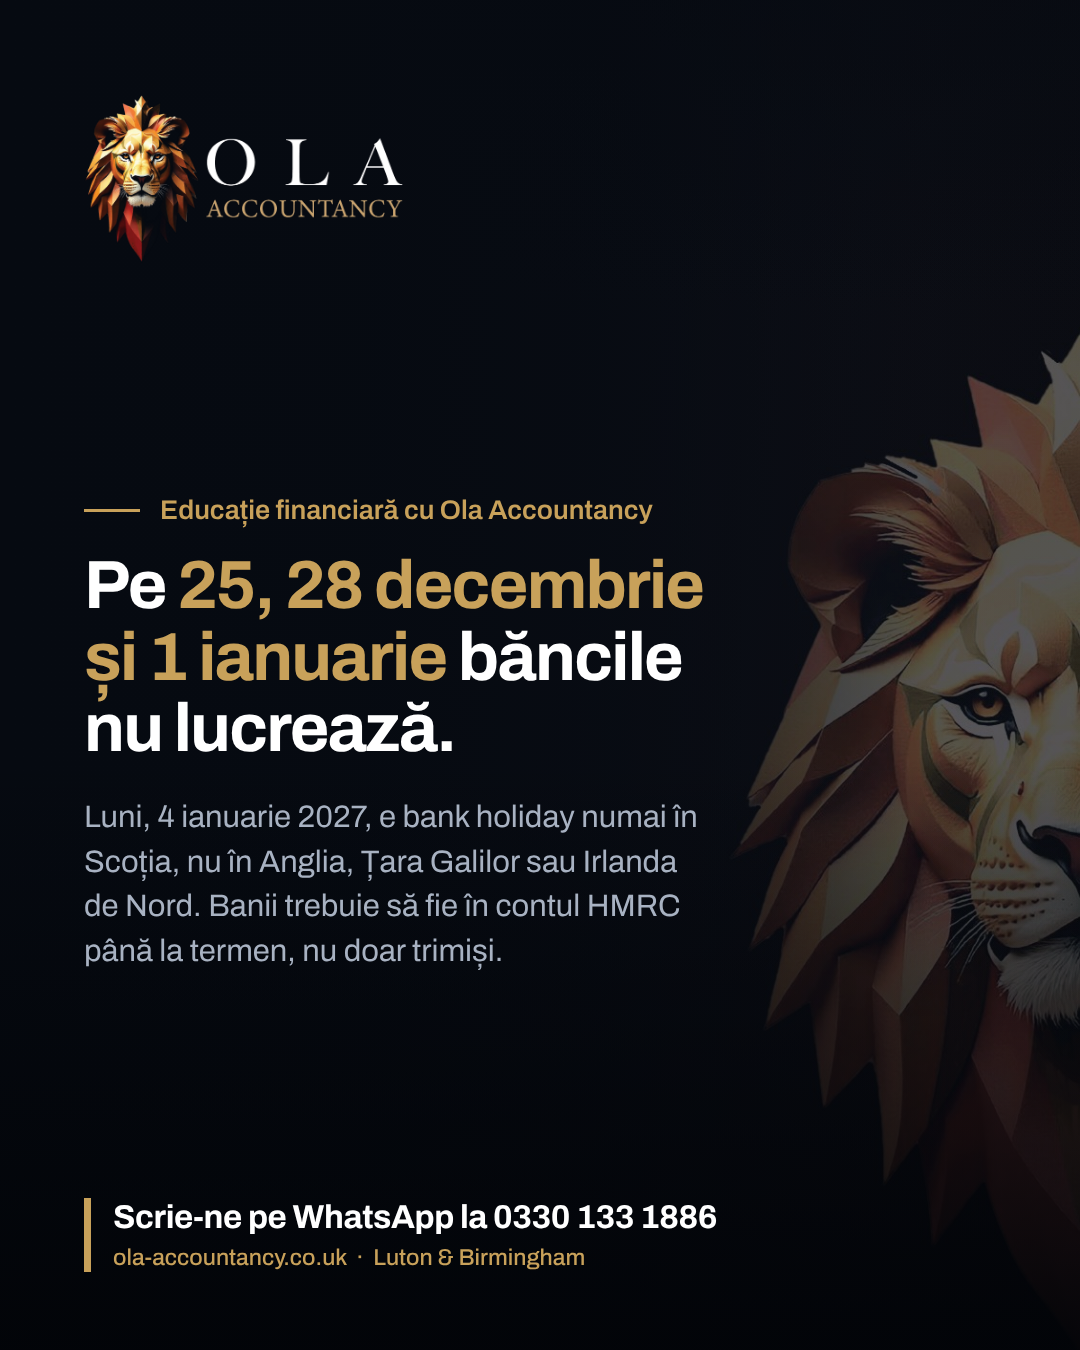 OLA
ACCOUNTANCY
Educație financiară cu Ola Accountancy
Pe 25, 28 decembrie
și 1 ianuarie băncile
nu lucrează.
Luni, 4 ianuarie 2027, e bank holiday numai în
Scoția, nu în Anglia, Țara Galilor sau Irlanda
de Nord. Banii trebuie să fie în contul HMRC
până la termen, nu doar trimiși.
Scrie-ne pe WhatsApp la 0330 133 1886
ola-accountancy.co.uk · Luton & Birmingham